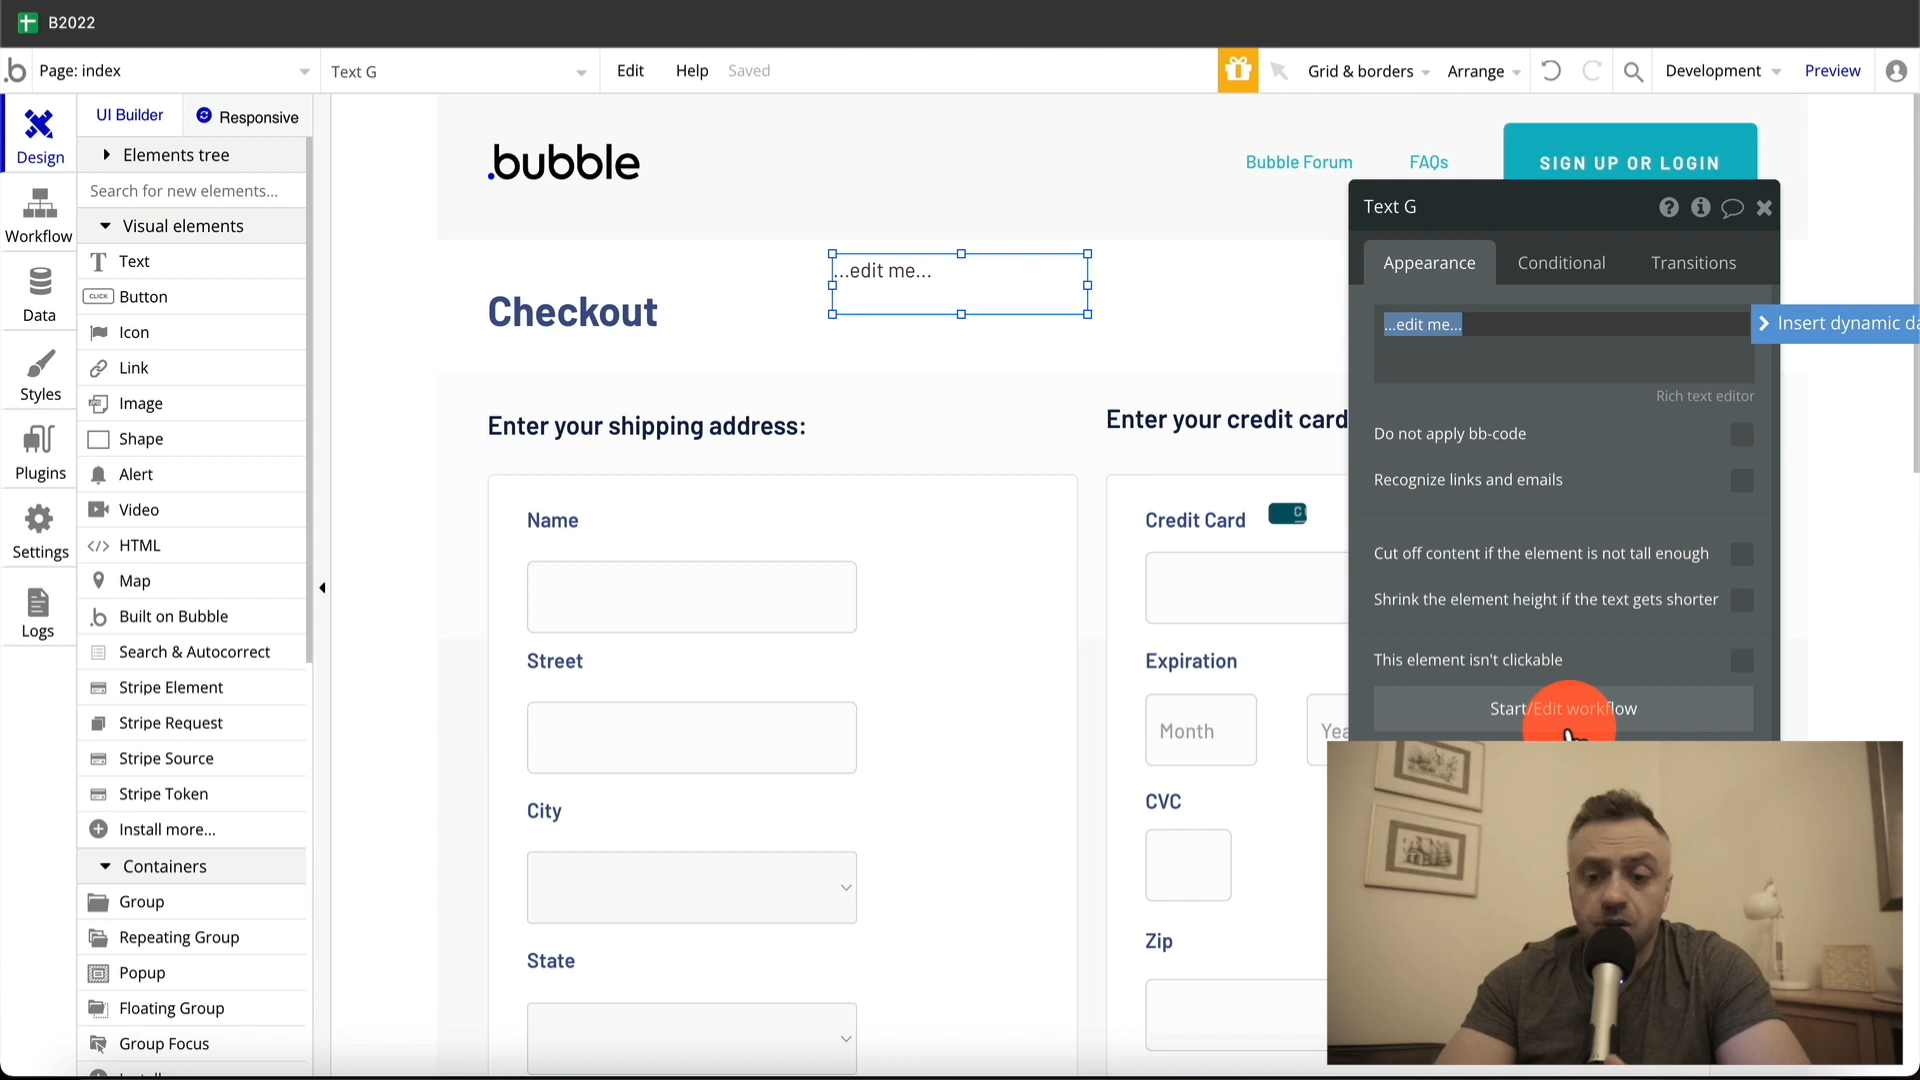 B2022
Page: index
Text G
Edit
Help
Saved
Grid & borders
Arrange
Development
Preview
Design
Workflow
Data
Styles
Plugins
Settings
Logs
UI Builder
Responsive
Elements tree
Search for new elements...
Visual elements
Text
CLICK
Button
Icon
Link
Image
Shape
Alert
Video
HTML
Map
Built on Bubble
Search & Autocorrect
Stripe Element
Stripe Request
Stripe Source
Stripe Token
Install more...
Containers
Group
Repeating Group
Popup
Floating Group
Group Focus
.bubble
Bubble Forum
FAQs
SIGN UP OR LOGIN
...edit me...
Checkout
Enter your shipping address:
Name
Street
City
State
Enter your credit card
Credit Card
Expiration
Month
CVC
Zip
Text G
Appearance
Conditional
Transitions
...edit me...
Insert dynamic
Rich text editor
Do not apply bb-code
Recognize links and emails
Cut off content if the element is not tall enough
Shrink the element height if the text gets shorter
This element isn't clickable
Start/Edit workflow